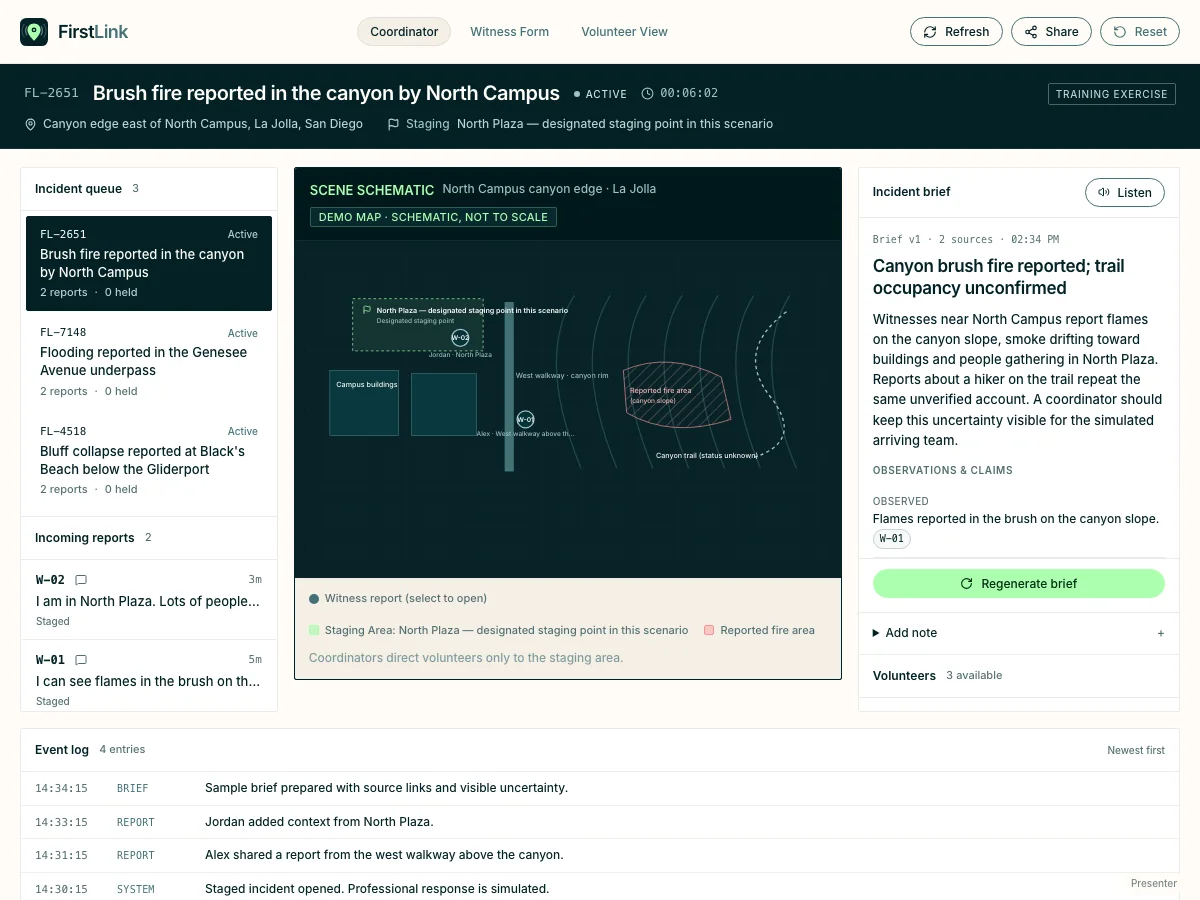 FirstLink
Coordinator
Witness Form
Volunteer View
Refresh
Share
Reset
FL-2651
Brush fire reported in the canyon by North Campus
ACTIVE
00:06:02
TRAINING EXERCISE
Canyon edge east of North Campus, La Jolla, San Diego
Staging North Plaza — designated staging point in this scenario
Incident queue 3
FL-2651 Active
Brush fire reported in the canyon
by North Campus
2 reports · 0 held
FL-7148 Active
Flooding reported in the Genesee
Avenue underpass
2 reports · 0 held
FL-4518 Active
Bluff collapse reported at Black's
Beach below the Gliderport
2 reports · 0 held
Incoming reports 2
W-02 3m
I am in North Plaza. Lots of people...
Staged
W-01 5m
I can see flames in the brush on th...
Staged
SCENE SCHEMATIC North Campus canyon edge · La Jolla
DEMO MAP · SCHEMATIC, NOT TO SCALE
North Plaza — designated staging point in this scenario
Designated staging point
W-02
Jordan · North Plaza
Campus buildings
West walkway · canyon rim
W-01
Alex · West walkway above th...
Reported fire area
(canyon slope)
Canyon trail (status unknown)
Witness report (select to open)
Staging Area: North Plaza — designated staging point in this scenario
Reported fire area
Coordinators direct volunteers only to the staging area.
Incident brief
Listen
Brief v1 · 2 sources · 02:34 PM
Canyon brush fire reported; trail
occupancy unconfirmed
Witnesses near North Campus report flames
on the canyon slope, smoke drifting toward
buildings and people gathering in North Plaza.
Reports about a hiker on the trail repeat the
same unverified account. A coordinator should
keep this uncertainty visible for the simulated
arriving team.
OBSERVATIONS & CLAIMS
OBSERVED
Flames reported in the brush on the canyon slope.
W-01
Regenerate brief
Add note +
Volunteers 3 available
Event log 4 entries
Newest first
14:34:15 BRIEF Sample brief prepared with source links and visible uncertainty.
14:33:15 REPORT Jordan added context from North Plaza.
14:31:15 REPORT Alex shared a report from the west walkway above the canyon.
14:30:15 SYSTEM Staged incident opened. Professional response is simulated.
Presenter